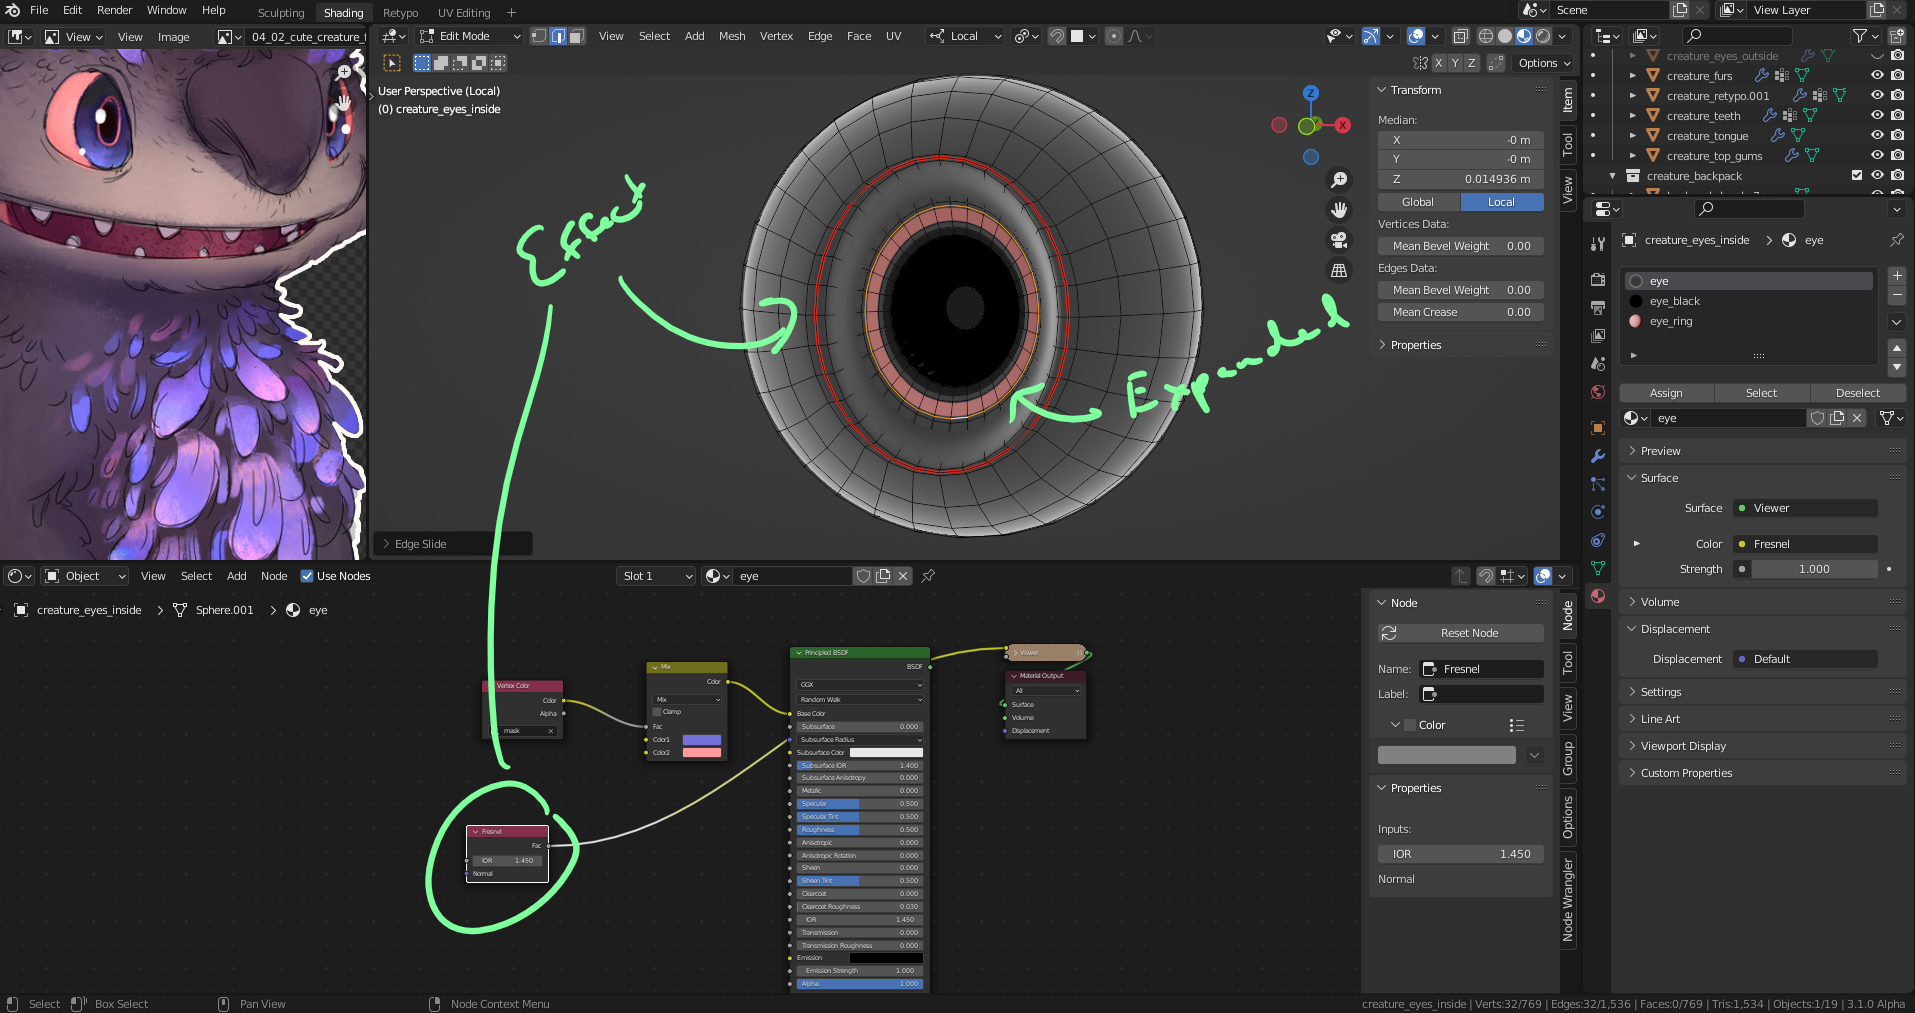 File Edit Render Window Help Sculpting Shading Retypo UV Editing + Scene View Layer
View View Image 04_02_cute_creature_ Edit Mode View Select Add Mesh Vertex Edge Face UV Local
X Y Z Options
User Perspective (Local)
(0) creature_eyes_inside
Z
X
Effect
Expanded
Edge Slide
Transform
Median:
X -0 m
Y -0 m
Z 0.014936 m
Global Local
Vertices Data:
Mean Bevel Weight 0.00
Edges Data:
Mean Bevel Weight 0.00
Mean Crease 0.00
Properties
Item
Tool
View
creature_eyes_outside
creature_furs
creature_retypo.001
creature_teeth
creature_tongue
creature_top_gums
creature_backpack
creature_eyes_inside > eye
eye
eye_black
eye_ring
Assign Select Deselect
eye
Preview
Surface
Surface Viewer
Color Fresnel
Strength 1.000
Volume
Displacement
Displacement Default
Settings
Line Art
Viewport Display
Custom Properties
Object View Select Add Node Use Nodes Slot 1 eye
creature_eyes_inside > Sphere.001 > eye
Vertex Color
Color
Alpha
mask
Fresnel
Fac
IOR 1.450
Normal
Mix
Color
Mix
Clamp
Fac
Color1
Color2
Principled BSDF
BSDF
GGX
Random Walk
Base Color
Subsurface 0.000
Subsurface Radius
Subsurface Color
Subsurface IOR 1.400
Subsurface Anisotropy 0.000
Metallic 0.000
Specular 0.500
Specular Tint 0.500
Roughness 0.500
Anisotropic 0.000
Anisotropic Rotation 0.000
Sheen 0.000
Sheen Tint 0.500
Clearcoat 0.000
Clearcoat Roughness 0.030
IOR 1.450
Transmission 0.000
Transmission Roughness 0.000
Emission
Emission Strength 1.000
Alpha 1.000
Viewer
Material Output
All
Surface
Volume
Displacement
Node
Reset Node
Name: Fresnel
Label:
Color
Properties
Inputs:
IOR 1.450
Normal
Node
Tool
View
Group
Options
Node Wrangler
Select Box Select Pan View Node Context Menu creature_eyes_inside | Verts:32/769 | Edges:32/1,536 | Faces:0/769 | Tris:1,534 | Objects:1/19 | 3.1.0 Alpha